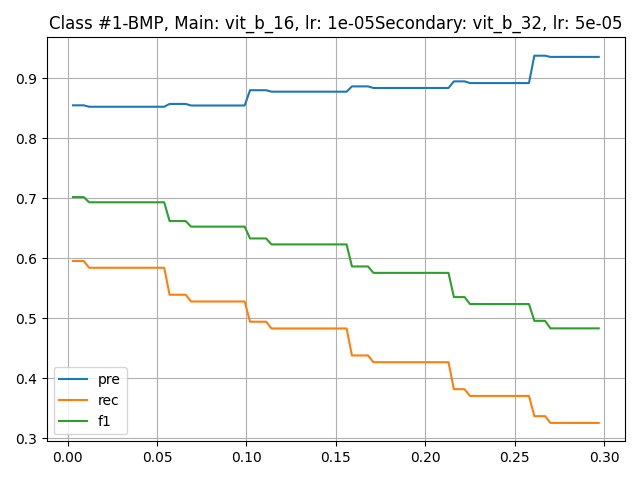 Class #1-BMP, Main: vit_b_16, lr: 1e-05Secondary: vit_b_32, lr: 5e-05
0.9
0.8
0.7
0.6
0.5
0.4
0.3
pre
rec
f1
0.00 0.05 0.10 0.15 0.20 0.25 0.30